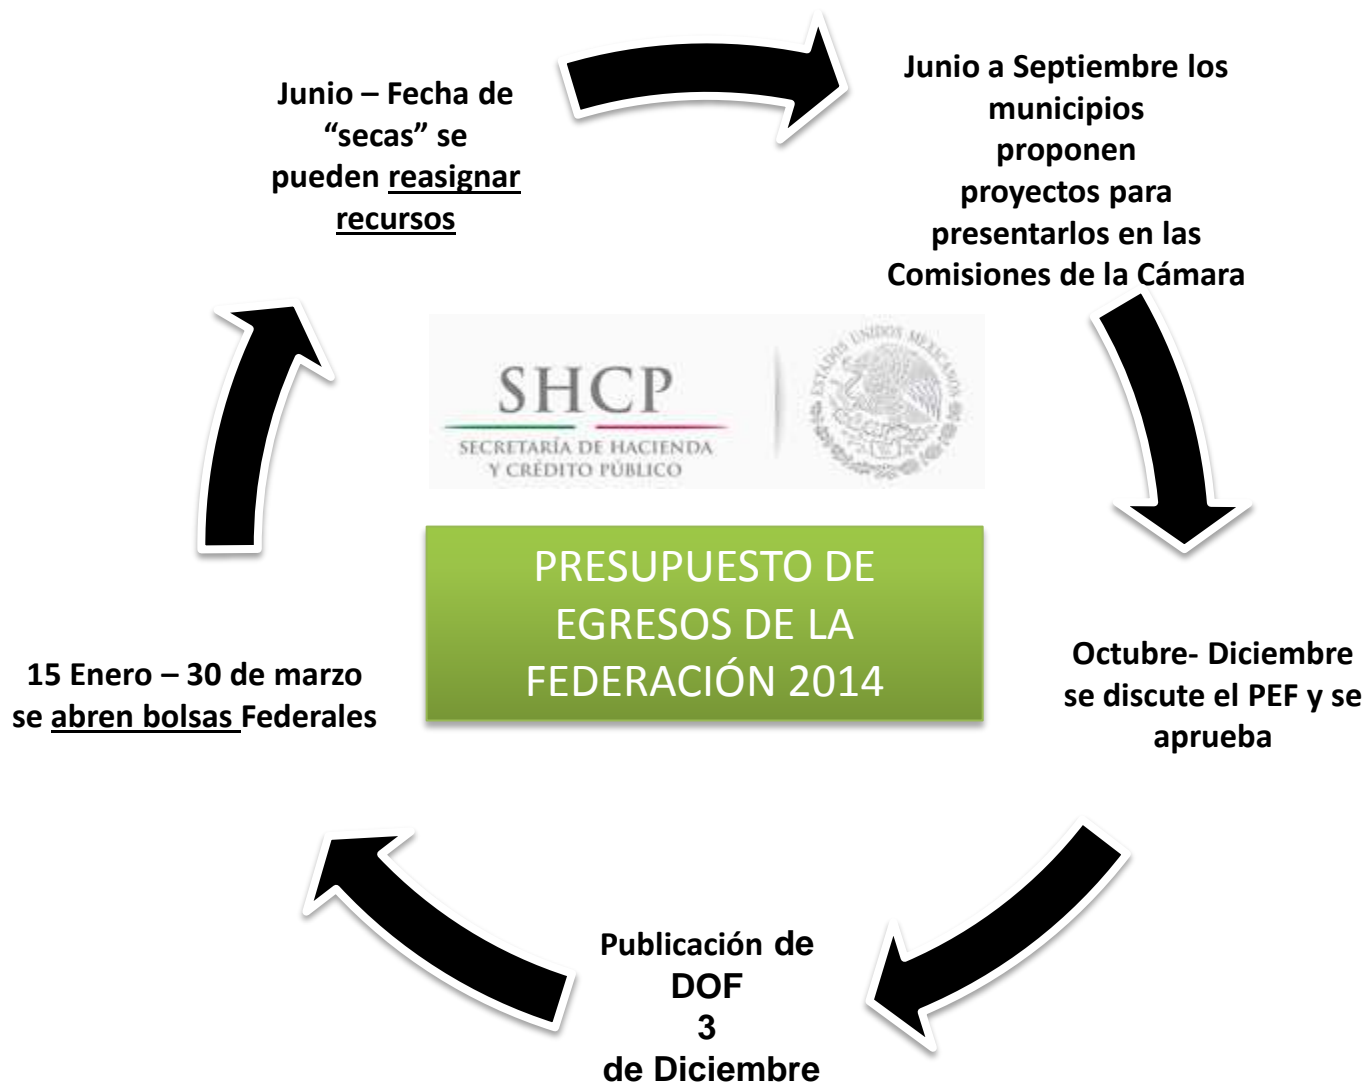 Junio – Fecha de
“secas” se
pueden reasignar
recursos
Junio a Septiembre los
municipios
proponen
proyectos para
presentarlos en las
Comisiones de la Cámara
SHCP
SECRETARÍA DE HACIENDA
Y CRÉDITO PÚBLICO
ESTADOS UNIDOS MEXICANOS
PRESUPUESTO DE
EGRESOS DE LA
FEDERACIÓN 2014
15 Enero – 30 de marzo
se abren bolsas Federales
Octubre- Diciembre
se discute el PEF y se
aprueba
Publicación de
DOF
3
de Diciembre